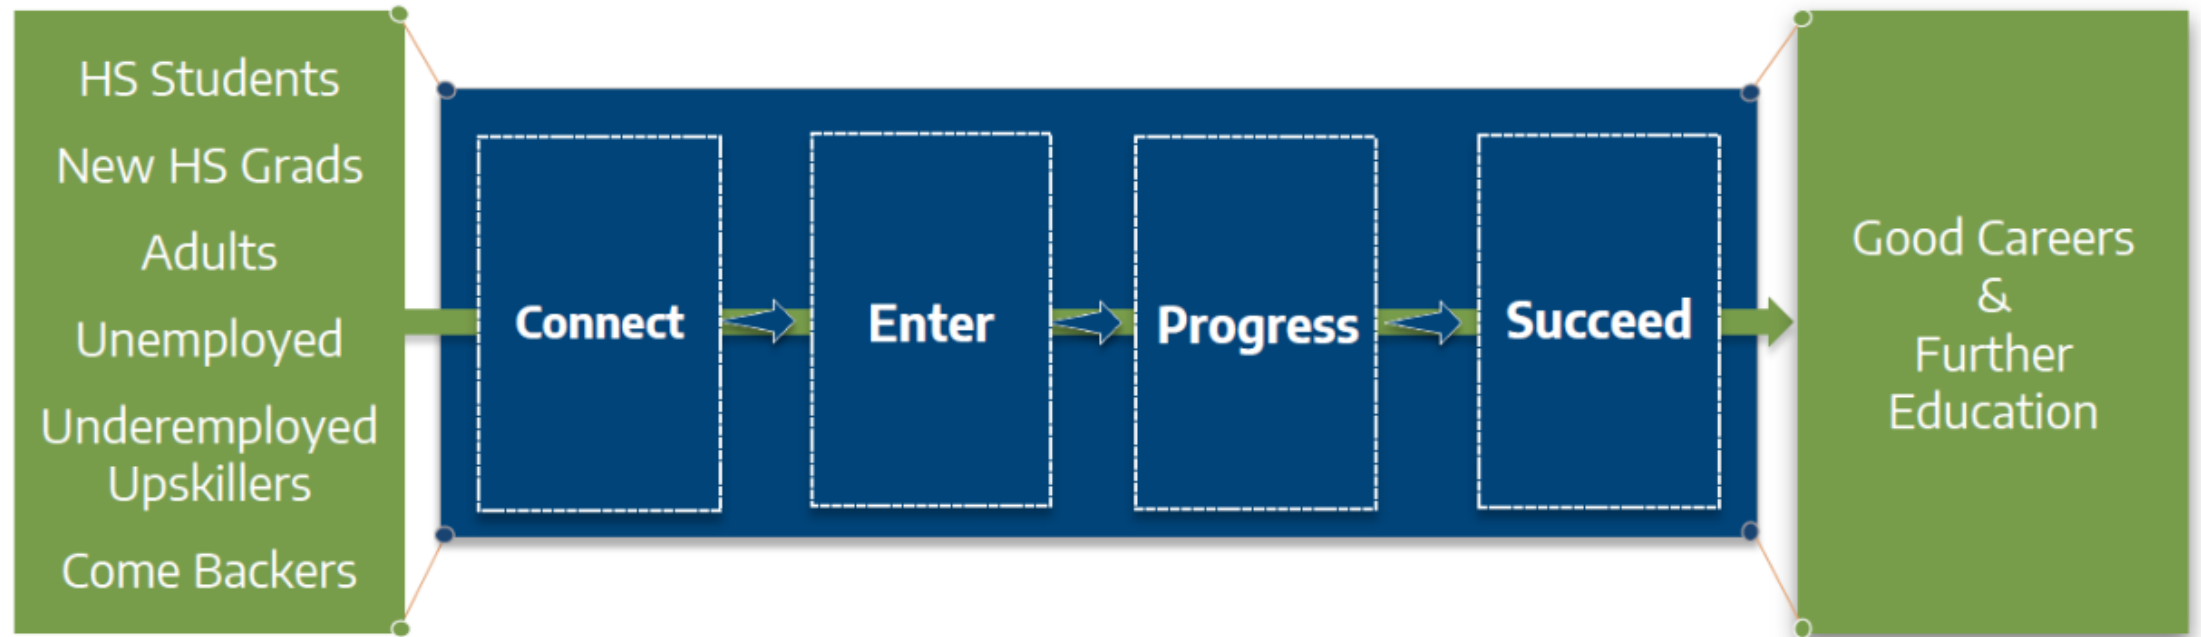 HS Students
New HS Grads
Adults
Unemployed
Underemployed
Upskillers
Come Backers
Connect
Enter
Progress
Succeed
Good Careers
&
Further
Education